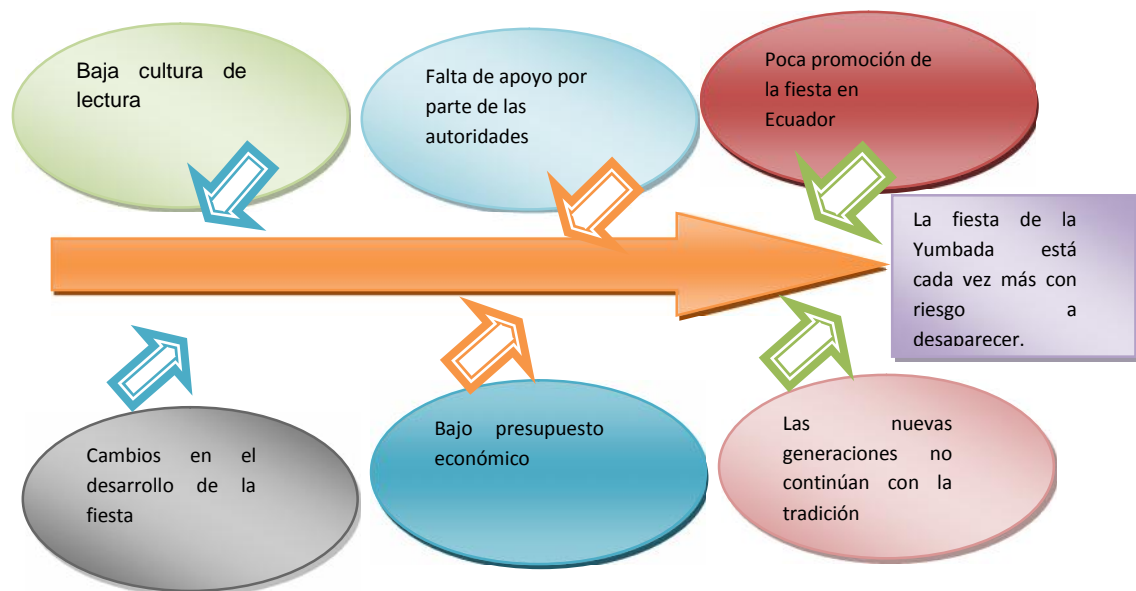 Baja cultura de
lectura
Falta de apoyo por
parte de las
autoridades
Poca promoción de
la fiesta en
Ecuador
La fiesta de la
Yumbada está
cada vez más con
riesgo a
desaparecer.
Cambios en el
desarrollo de la
fiesta
Bajo presupuesto
económico
Las nuevas
generaciones no
continúan con la
tradición